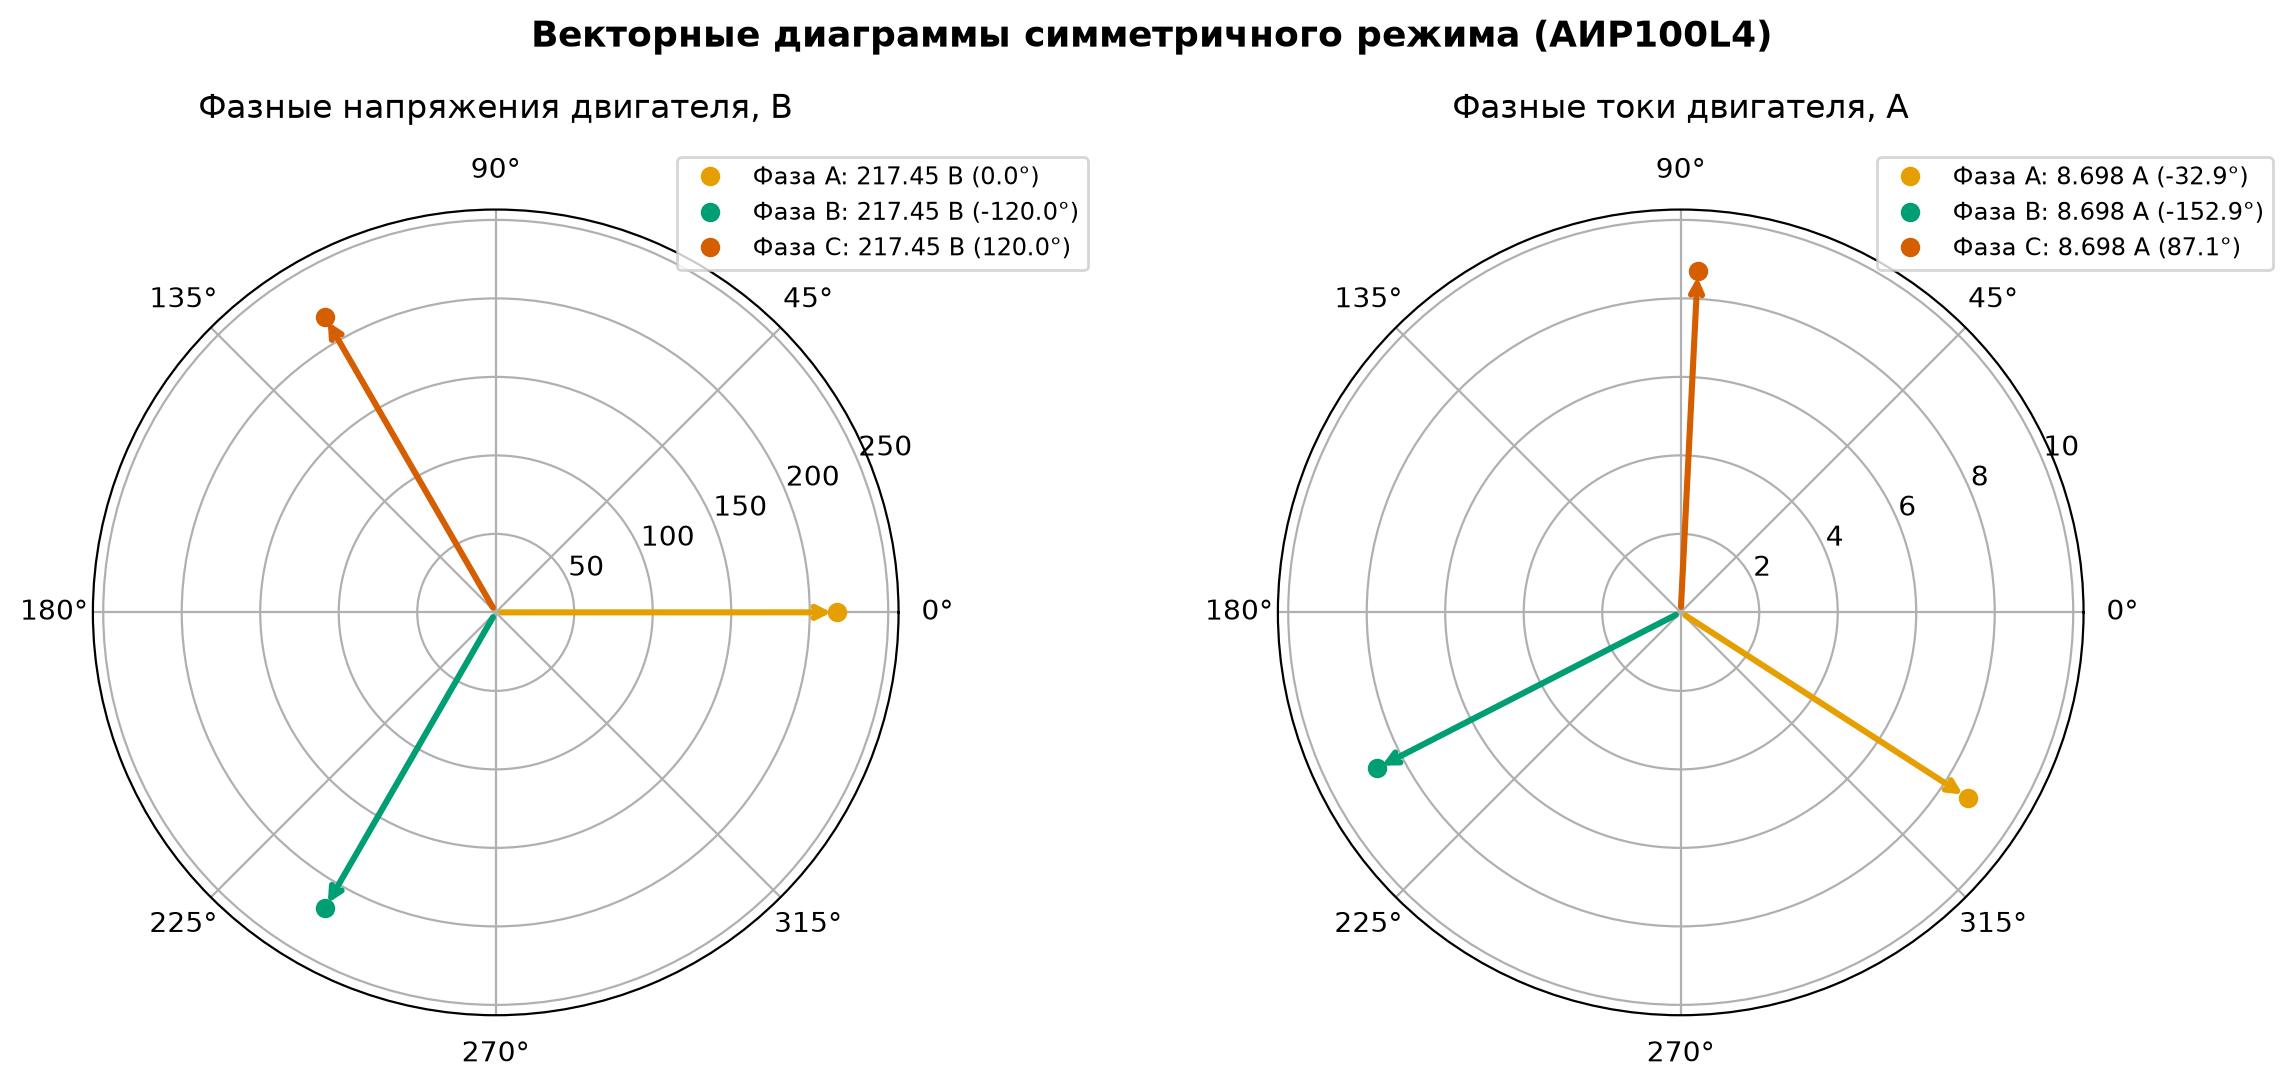 Векторные диаграммы симметричного режима (АИР100L4)
Фазные напряжения двигателя, В
90°
Фаза A: 217.45 В (0.0°)
Фаза B: 217.45 В (-120.0°)
Фаза C: 217.45 В (120.0°)
135°
45°
250
200
150
100
50
180°
0°
225°
315°
270°
Фазные токи двигателя, А
90°
Фаза A: 8.698 А (-32.9°)
Фаза B: 8.698 А (-152.9°)
Фаза C: 8.698 А (87.1°)
135°
45°
10
8
6
4
2
180°
0°
225°
315°
270°